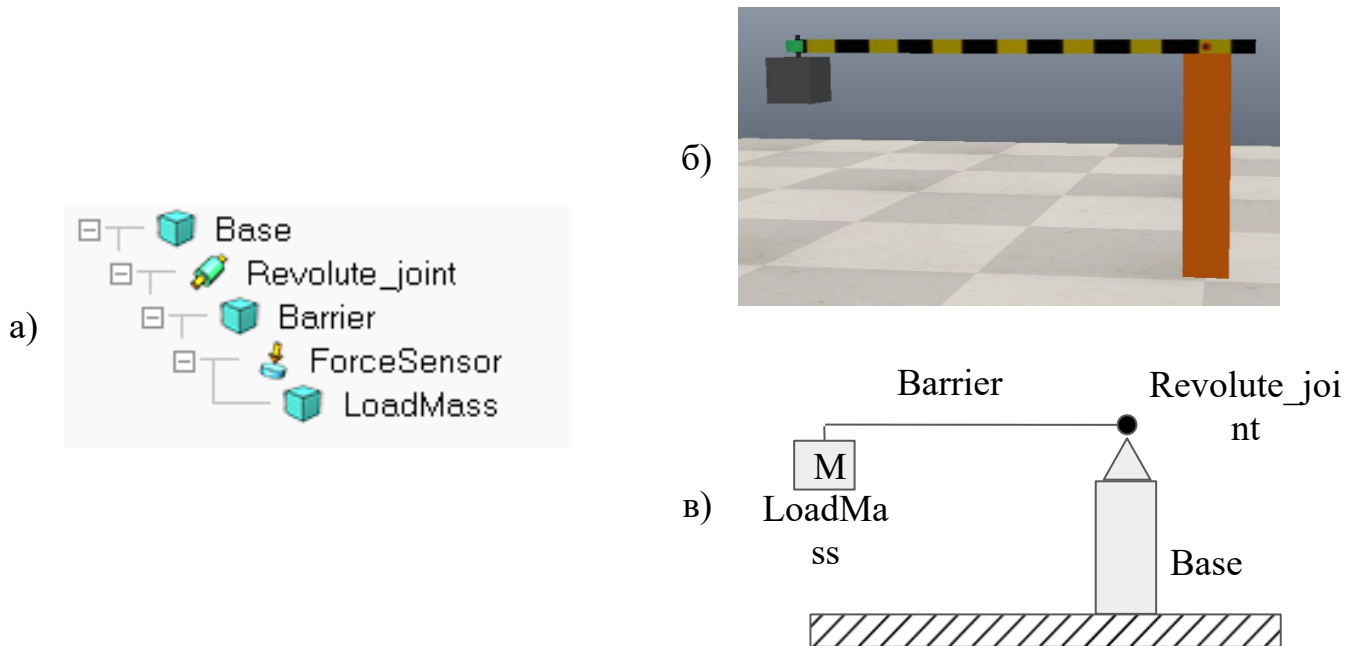 а)
Base
Revolute_joint
Barrier
ForceSensor
LoadMass
б)
в)
Barrier
Revolute_joi
nt
M
LoadMa
ss
Base